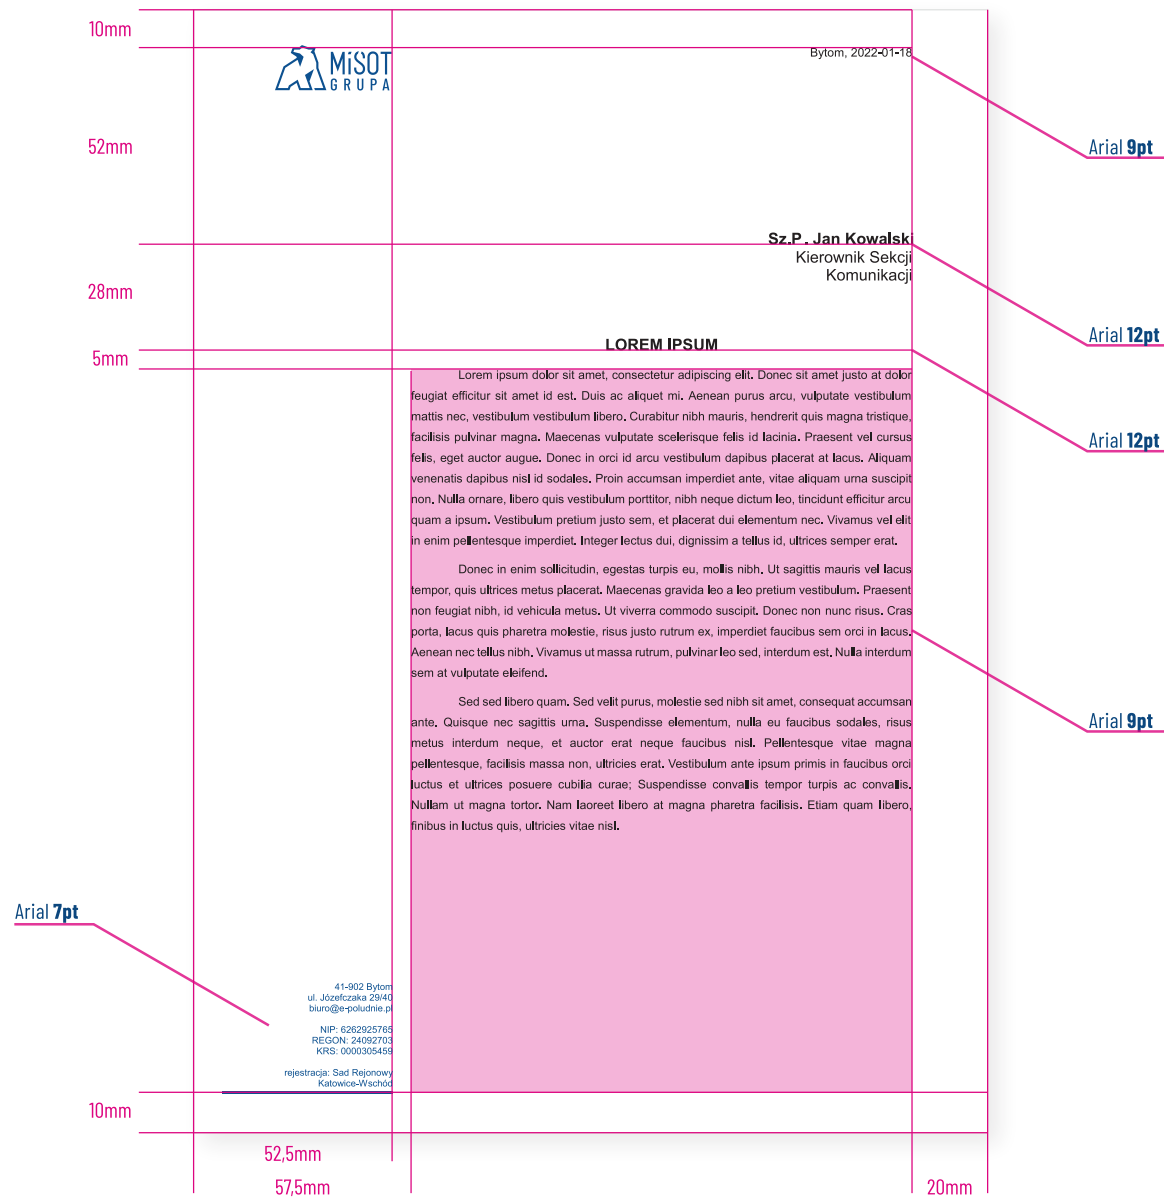 10mm
MiSOT
GRUPA
Bytom, 2022-01-18
52mm
Arial 9pt
Sz.P. Jan Kowalski
Kierownik Sekcji
Komunikacji
28mm
Arial 12pt
LOREM IPSUM
5mm
Lorem ipsum dolor sit amet, consectetur adipiscing elit. Donec sit amet justo at dolor
feugiat efficitur sit amet id est. Duis ac aliquet mi. Aenean purus arcu, vulputate vestibulum
mattis nec, vestibulum vestibulum libero. Curabitur nibh mauris, hendrerit quis magna tristique,
facilisis pulvinar magna. Maecenas vulputate scelerisque felis id lacinia. Praesent vel cursus
felis, eget auctor augue. Donec in orci id arcu vestibulum dapibus placerat at lacus. Aliquam
venenatis dapibus nisl id sodales. Proin accumsan imperdiet ante, vitae aliquam urna suscipit
non. Nulla ornare, libero quis vestibulum porttitor, nibh neque dictum leo, tincidunt efficitur arcu
quam a ipsum. Vestibulum pretium justo sem, et placerat dui elementum nec. Vivamus vel elit
in enim pellentesque imperdiet. Integer lectus dui, dignissim a tellus id, ultrices semper erat.
Arial 12pt
Donec in enim sollicitudin, egestas turpis eu, mollis nibh. Ut sagittis mauris vel lacus
tempor, quis ultrices metus placerat. Maecenas gravida leo a leo pretium vestibulum. Praesent
non feugiat nibh, id vehicula metus. Ut viverra commodo suscipit. Donec non nunc risus. Cras
porta, lacus quis pharetra molestie, risus justo rutrum ex, imperdiet faucibus sem orci in lacus.
Aenean nec tellus nibh. Vivamus ut massa rutrum, pulvinar leo sed, interdum est. Nulla interdum
sem at vulputate eleifend.
Sed sed libero quam. Sed velit purus, molestie sed nibh sit amet, consequat accumsan
ante. Quisque nec sagittis urna. Suspendisse elementum, nulla eu faucibus sodales, risus
metus interdum neque, et auctor erat neque faucibus nisl. Pellentesque vitae magna
pellentesque, facilisis massa non, ultricies erat. Vestibulum ante ipsum primis in faucibus orci
luctus et ultrices posuere cubilia curae; Suspendisse convallis tempor turpis ac convallis.
Nullam ut magna tortor. Nam laoreet libero at magna pharetra facilisis. Etiam quam libero,
finibus in luctus quis, ultricies vitae nisl.
Arial 9pt
Arial 7pt
41-902 Bytom
ul. Józefczaka 29/40
biuro@e-poludnie.pl
NIP: 6262925765
REGON: 24092703
KRS: 0000305459
rejestracja: Sad Rejonowy
Katowice-Wschód
10mm
52,5mm
57,5mm
20mm